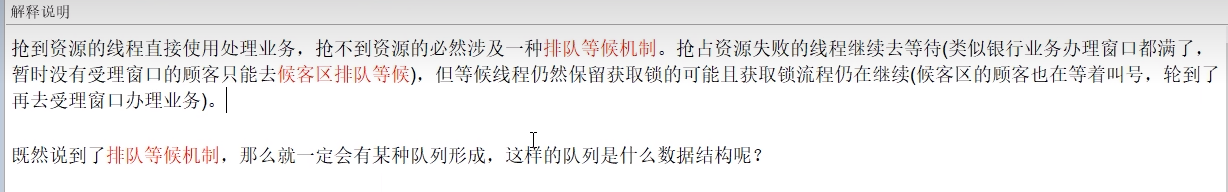 解释说明
抢到资源的线程直接使用处理业务，抢不到资源的必然涉及一种排队等候机制。抢占资源失败的线程继续去等待(类似银行业务办理窗口都满了，
暂时没有受理窗口的顾客只能去候客区排队等候)，但等候线程仍然保留获取锁的可能且获取锁流程仍在继续(候客区的顾客也在等着叫号，轮到了
再去受理窗口办理业务)。
既然说到了排队等候机制，那么就一定会有某种队列形成，这样的队列是什么数据结构呢？